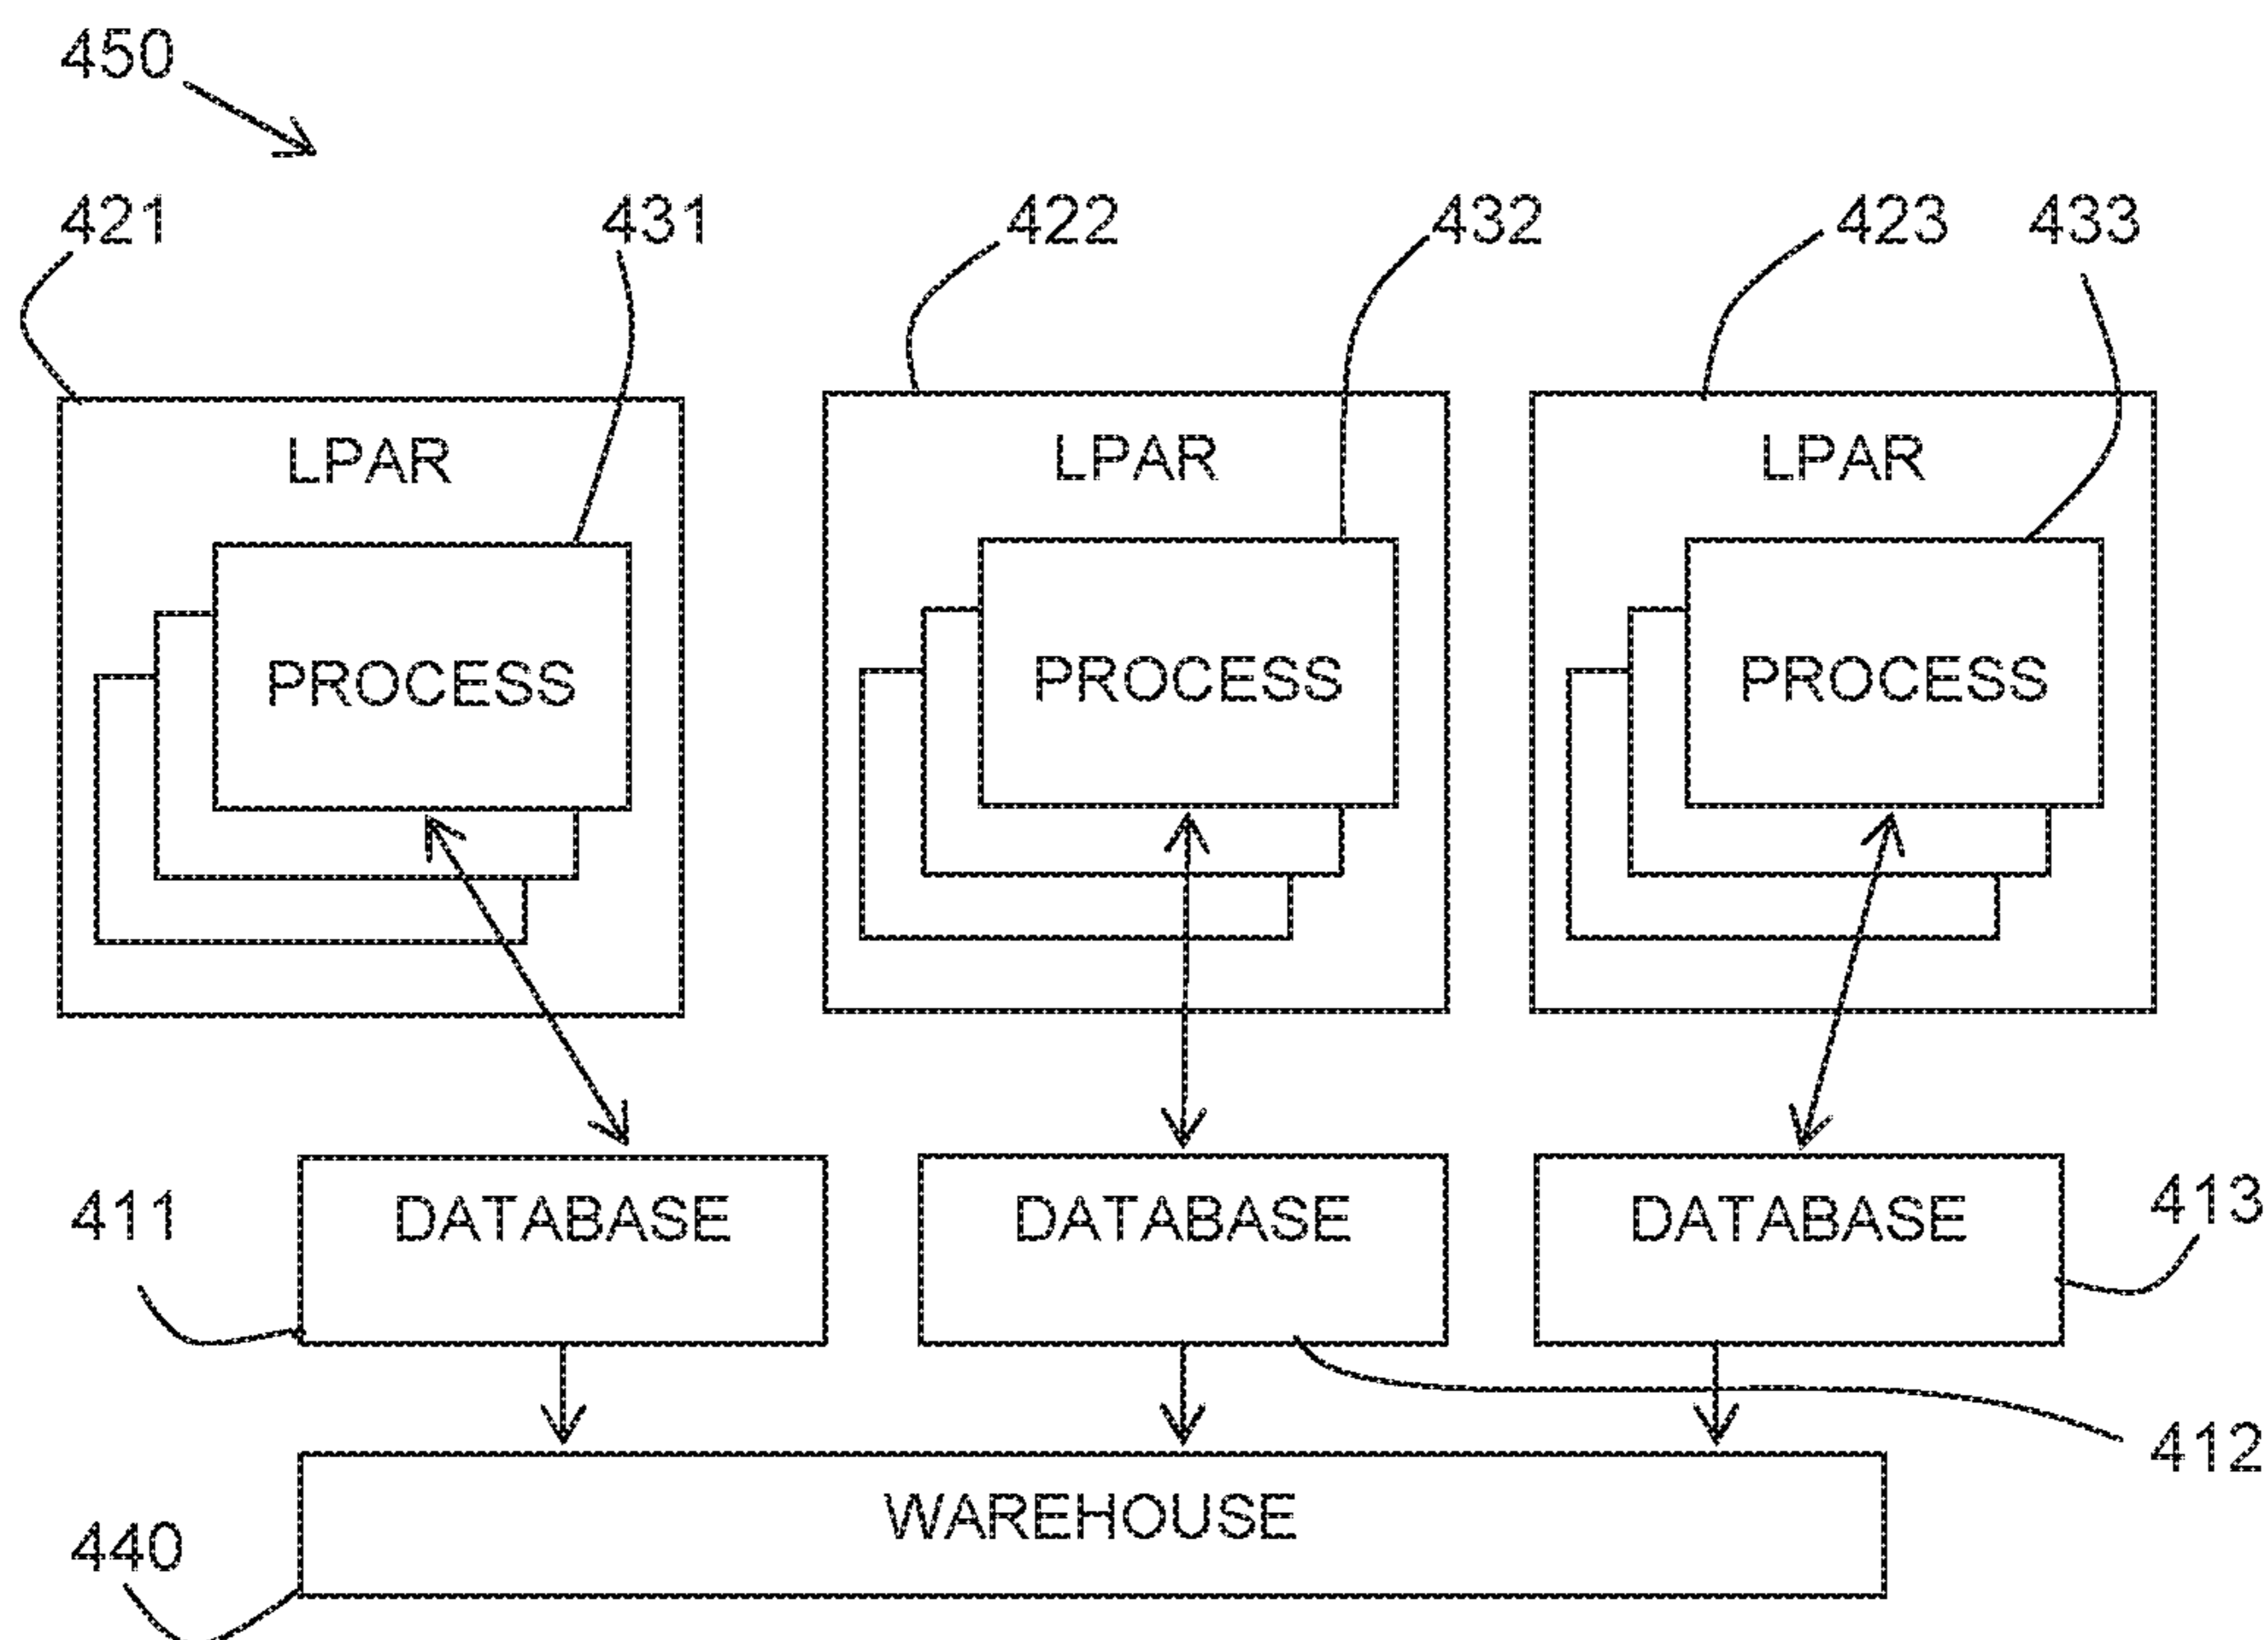 450
421 431 422 432 423 433
LPAR LPAR LPAR
PROCESS PROCESS PROCESS
411 DATABASE DATABASE DATABASE 413
412
WAREHOUSE
440